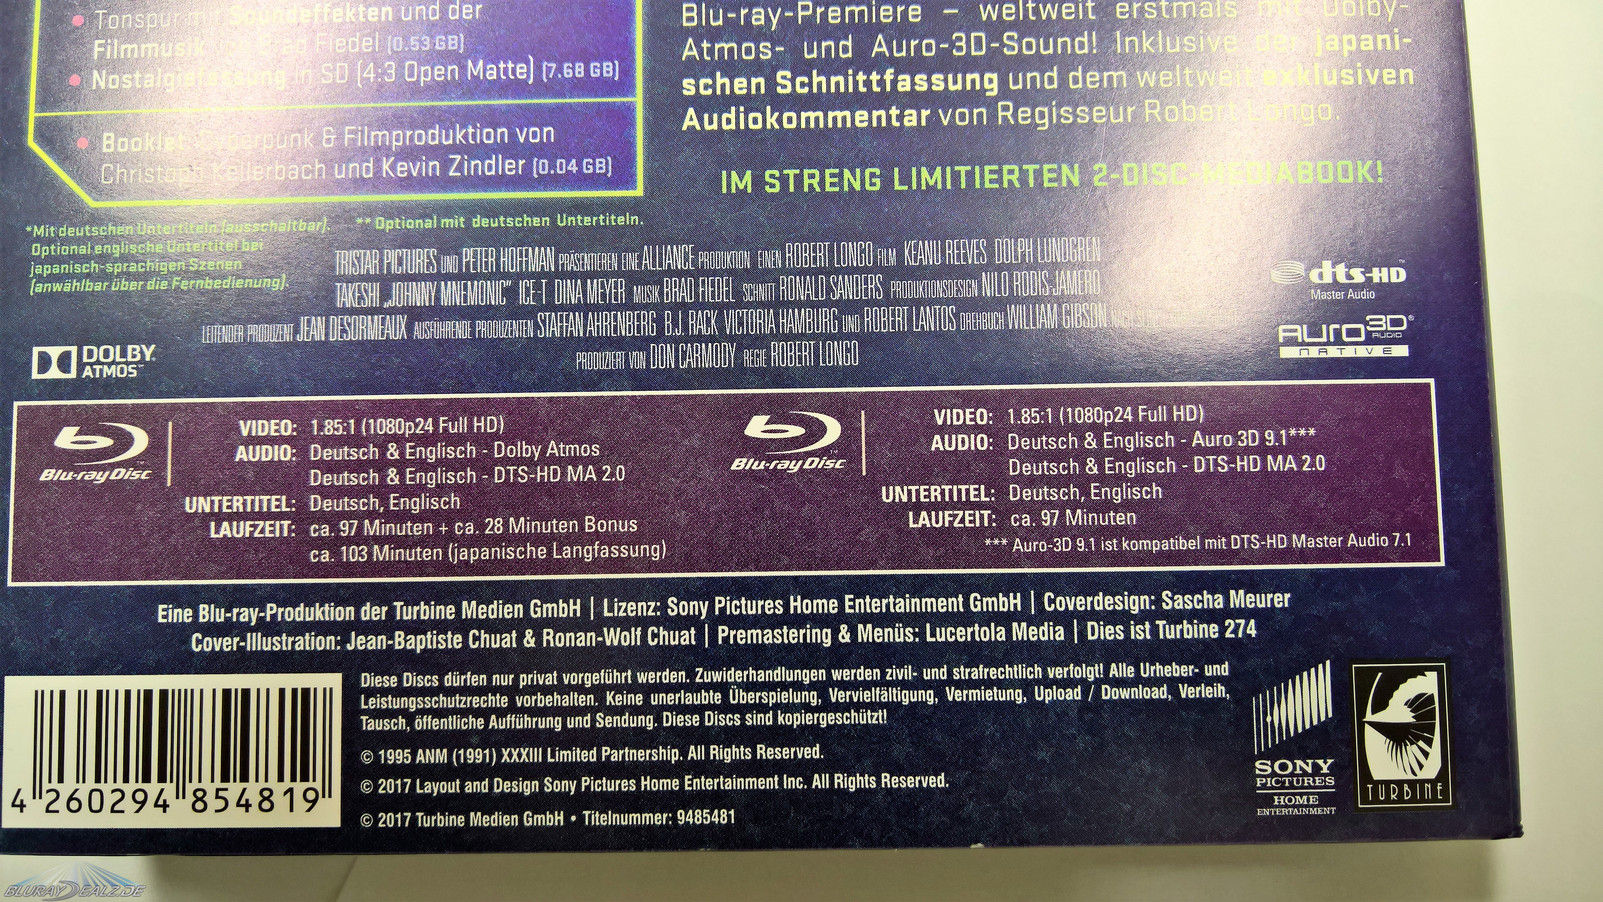 Tonspur mit Soundeffekten und der
Filmmusik Brad Fiedel (0.53 GB)
Nostalgiefassung in SD (4:3 Open Matte) (7.68 GB)
Booklet Cyberpunk & Filmproduktion von
Christoph Kellerbach und Kevin Zindler (0.04 GB)
Blu-ray-Premiere – weltweit erstmals mit Dolby-
Atmos- und Auro-3D-Sound! Inklusive der japani-
schen Schnittfassung und dem weltweit exklusiven
Audiokommentar von Regisseur Robert Longo.
IM STRENG LIMITIERTEN 2-DISC-MEDIABOOK!
*Mit deutschen Untertiteln (ausschaltbar).
Optional englische Untertitel bei
japanisch-sprachigen Szenen
(anwählbar über die Fernbedienung).
** Optional mit deutschen Untertiteln.
TRISTAR PICTURES UND PETER HOFFMAN PRÄSENTIEREN EINE ALLIANCE PRODUKTION EINEN ROBERT LONGO FILM KEANU REEVES DOLPH LUNDGREN
TAKESHI „JOHNNY MNEMONIC" ICE-T DINA MEYER MUSIK BRAD FIEDEL SCHNITT RONALD SANDERS PRODUKTIONSDESIGN NILO RODIS-JAMERO
LEITENDER PRODUZENT JEAN DESORMEAUX AUSFÜHRENDE PRODUZENTEN STAFFAN AHRENBERG B.J. RACK VICTORIA HAMBURG UND ROBERT LANTOS DREHBUCH WILLIAM GIBSON
PRODUZIERT VON DON CARMODY REGIE ROBERT LONGO
DOLBY
ATMOS™
dts-HD™
Master Audio
AURO 3D®
AUDIO
NATIVE
Blu-ray Disc™
VIDEO: 1.85:1 (1080p24 Full HD)
AUDIO: Deutsch & Englisch - Dolby Atmos
Deutsch & Englisch - DTS-HD MA 2.0
UNTERTITEL: Deutsch, Englisch
LAUFZEIT: ca. 97 Minuten + ca. 28 Minuten Bonus
ca. 103 Minuten (japanische Langfassung)
Blu-ray Disc™
VIDEO: 1.85:1 (1080p24 Full HD)
AUDIO: Deutsch & Englisch - Auro 3D 9.1***
Deutsch & Englisch - DTS-HD MA 2.0
UNTERTITEL: Deutsch, Englisch
LAUFZEIT: ca. 97 Minuten
*** Auro-3D 9.1 ist kompatibel mit DTS-HD Master Audio 7.1
Eine Blu-ray-Produktion der Turbine Medien GmbH | Lizenz: Sony Pictures Home Entertainment GmbH | Coverdesign: Sascha Meurer
Cover-Illustration: Jean-Baptiste Chuat & Ronan-Wolf Chuat | Premastering & Menüs: Lucertola Media | Dies ist Turbine 274
Diese Discs dürfen nur privat vorgeführt werden. Zuwiderhandlungen werden zivil- und strafrechtlich verfolgt! Alle Urheber- und
Leistungsschutzrechte vorbehalten. Keine unerlaubte Überspielung, Vervielfältigung, Vermietung, Upload / Download, Verleih,
Tausch, öffentliche Aufführung und Sendung. Diese Discs sind kopiergeschützt!
© 1995 ANM (1991) XXXIII Limited Partnership. All Rights Reserved.
© 2017 Layout and Design Sony Pictures Home Entertainment Inc. All Rights Reserved.
© 2017 Turbine Medien GmbH • Titelnummer: 9485481
4 260294 854819
SONY
PICTURES
HOME
ENTERTAINMENT
TURBINE
BLURAY DEALZ.DE